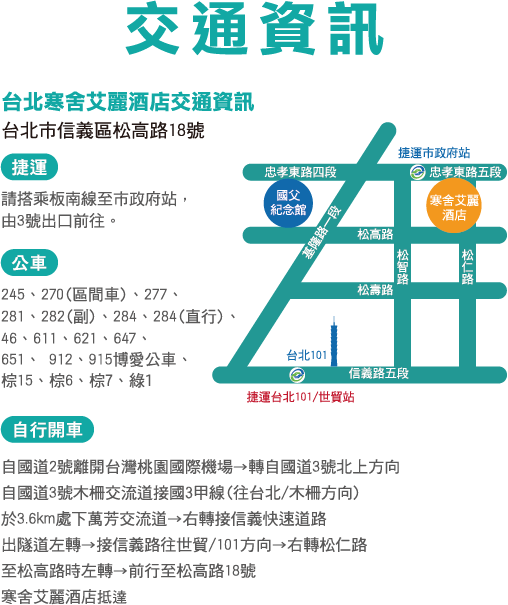 交通資訊
台北寒舍艾麗酒店交通資訊
台北市信義區松高路18號
捷運
請搭乘板南線至市政府站，
由3號出口前往。
公車
245、270(區間車)、277、
281、282(副)、284、284(直行)、
46、611、621、647、
651、 912、915博愛公車、
棕15、棕6、棕7、綠1
捷運市政府站
忠孝東路四段
忠孝東路五段
國父
紀念館
寒舍艾麗
酒店
基隆路一段
松高路
松智路
松仁路
松壽路
台北101
信義路五段
捷運台北101/世貿站
自行開車
自國道2號離開台灣桃園國際機場→轉自國道3號北上方向
自國道3號木柵交流道接國3甲線(往台北/木柵方向)
於3.6km處下萬芳交流道→右轉接信義快速道路
出隧道左轉→接信義路往世貿/101方向→右轉松仁路
至松高路時左轉→前行至松高路18號
寒舍艾麗酒店抵達